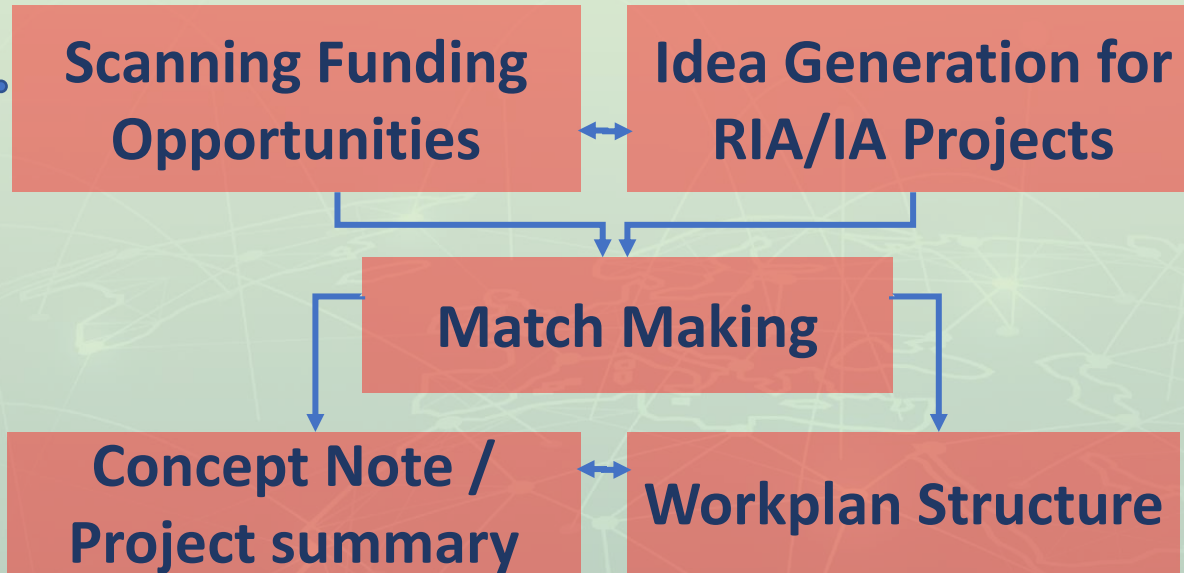 Scanning Funding
Opportunities
Idea Generation for
RIA/IA Projects
Match Making
Concept Note /
Project summary
Workplan Structure